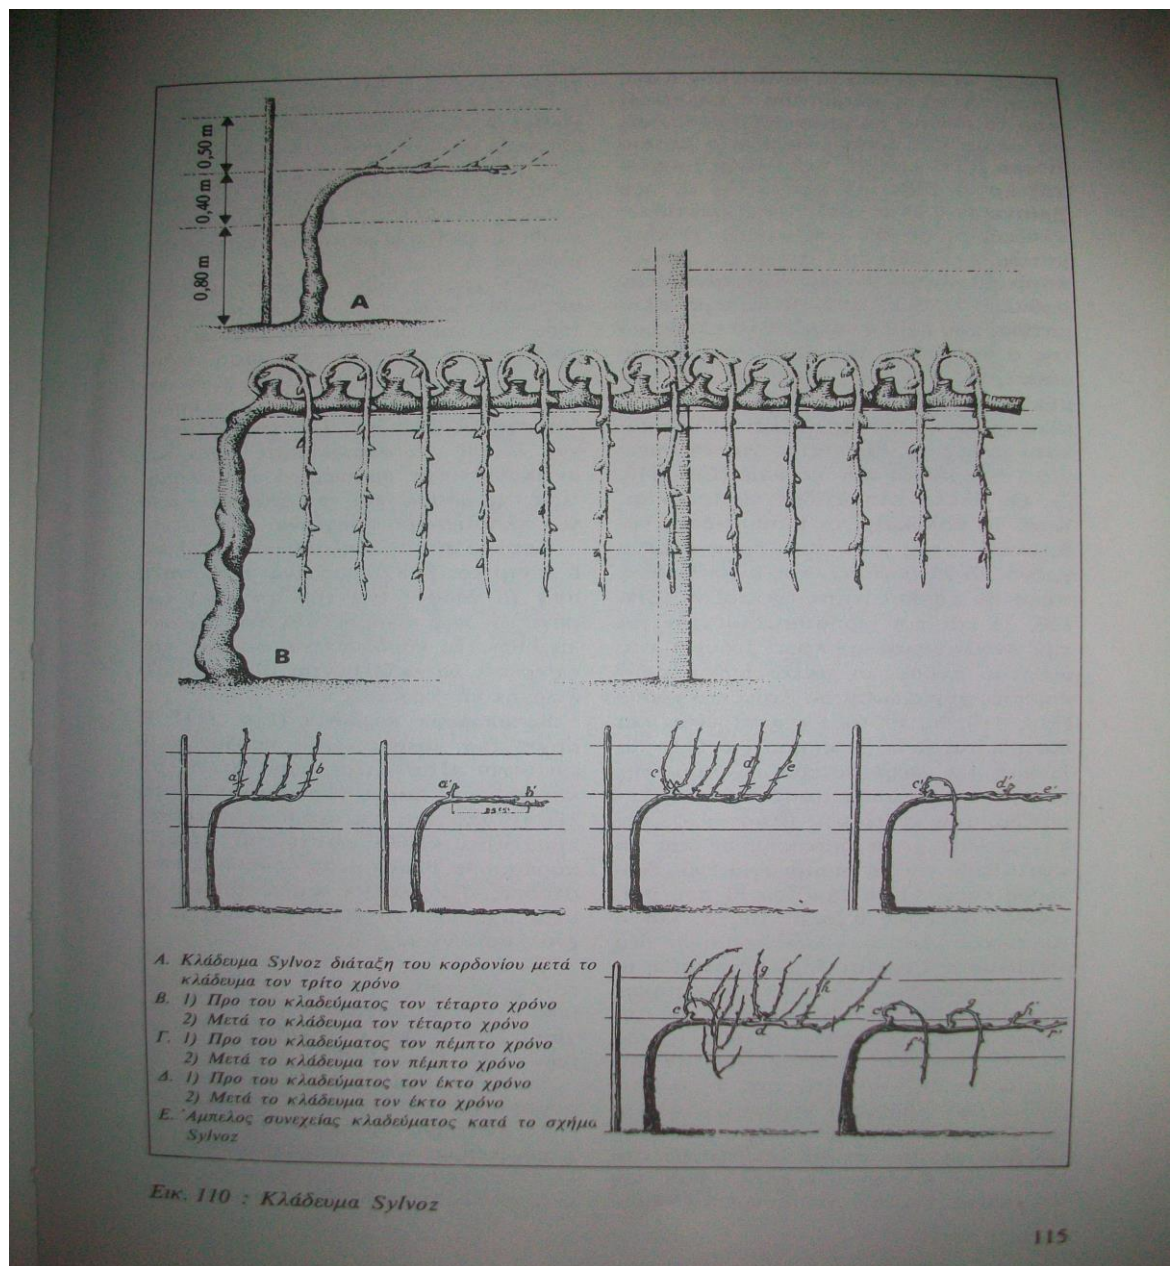 0,50 m
0,40 m
0,80 m
A
B
a
b
a'
b'
c
d
e
c'
d'
e'
f
g
e
d
h
r
f'
g'
h'
r'
Α. Κλάδευμα Sylvoz διάταξη του κορδονίου μετά το
κλάδευμα τον τρίτο χρόνο
Β. 1) Προ του κλαδεύματος τον τέταρτο χρόνο
2) Μετά το κλάδευμα τον τέταρτο χρόνο
Γ. 1) Προ του κλαδεύματος τον πέμπτο χρόνο
2) Μετά το κλάδευμα τον πέμπτο χρόνο
Δ. 1) Προ του κλαδεύματος τον έκτο χρόνο
2) Μετά το κλάδευμα τον έκτο χρόνο
Ε. Άμπελος συνεχείας κλαδεύματος κατά το σχήμα
Sylvoz
Εικ. 110 : Κλάδευμα Sylvoz
115